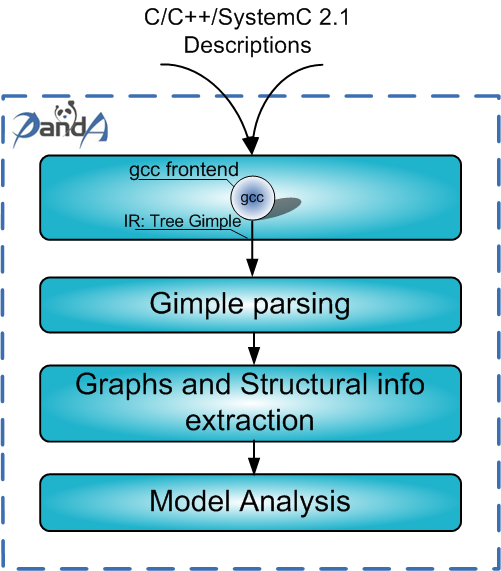 C/C++/SystemC 2.1
Descriptions
PandA
gcc frontend
gcc
IR: Tree Gimple
Gimple parsing
Graphs and Structural info
extraction
Model Analysis